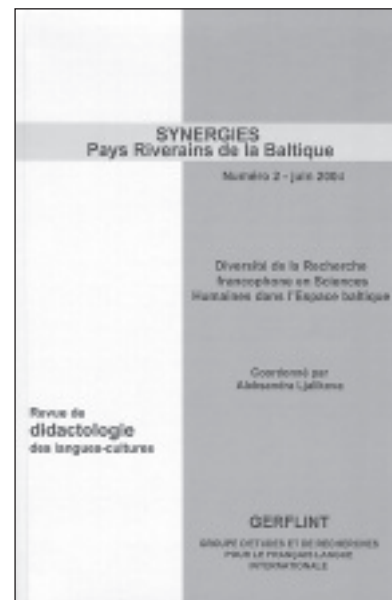 SYNERGIES
Pays Riverains de la Baltique
Numéro 2 - juin 2004
Diversité de la Recherche
francophone en Sciences
Humaines dans l'Espace baltique
Coordonné par
Aleksandra Ljalikova
Revue de
didactologie
des langues-cultures
GERFLINT
GROUPE D'ETUDES ET DE RECHERCHES
POUR LE FRANÇAIS LANGUE
INTERNATIONALE